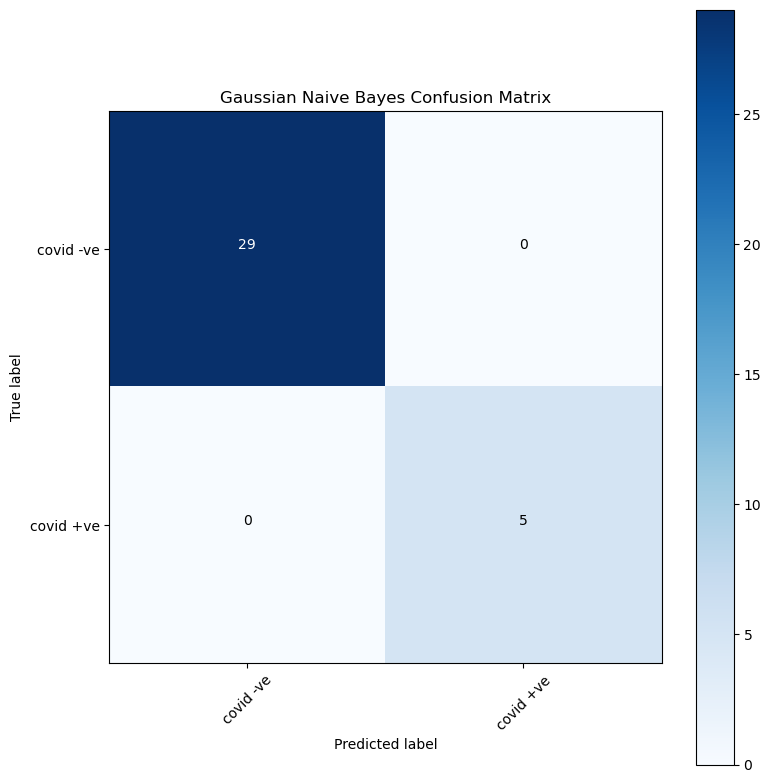 Gaussian Naive Bayes Confusion Matrix
True label
covid -ve
29
0
covid +ve
0
5
covid -ve
covid +ve
Predicted label
25
20
15
10
5
0